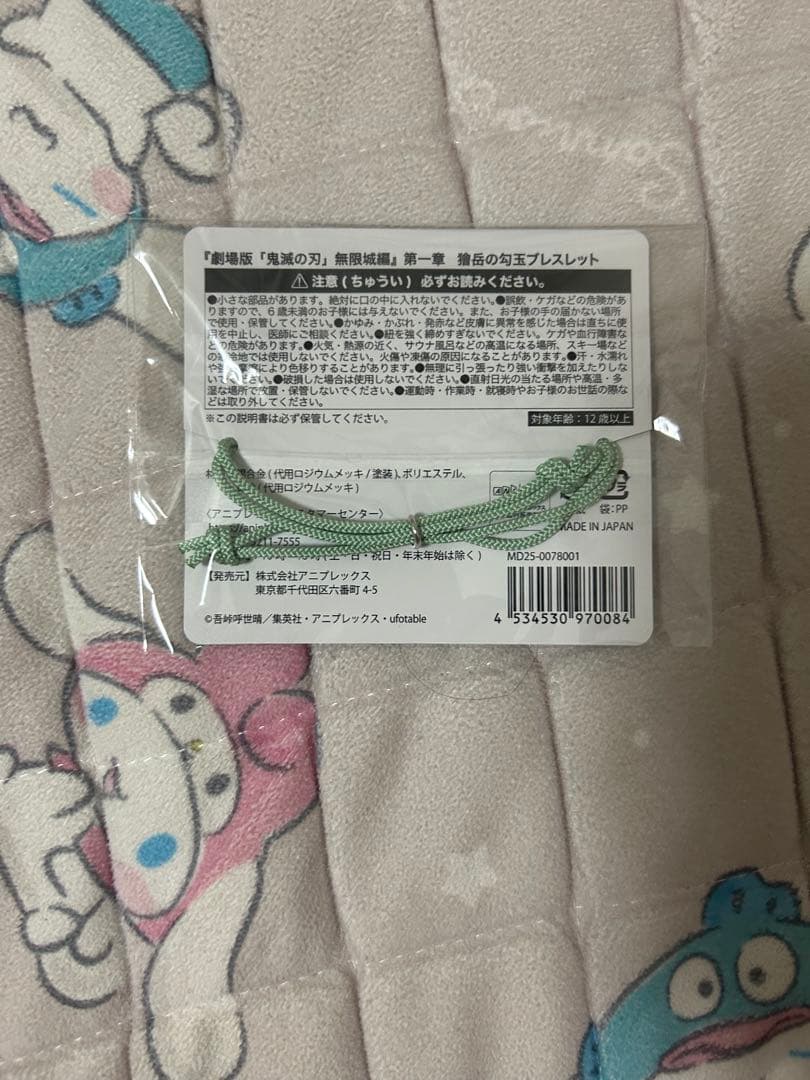 『劇場版「鬼滅の刃」無限城編』第一章　獪岳の勾玉ブレスレット
⚠注意(ちゅうい) 必ずお読みください。
●小さな部品があります。絶対に口の中に入れないでください。●誤飲・ケガなどの危険があ
りますので、6歳未満のお子様には与えないでください。また、お子様の手の届かない場所
で使用・保管してください。●かゆみ・かぶれ・発赤など皮膚に異常を感じた場合は直ちに使
用を中止し、医師にご相談ください。●紐を強く締めすぎないでください。ケガや血行障害な
どの危険があります。●火気・熱源の近く、サウナ風呂などの高温になる場所、スキー場など
の寒冷地では使用しないでください。火傷や凍傷の原因になることがあります。●汗・水濡れ
や により色移りすることがあります。●無理に引っ張ったり強い衝撃を加えたりしな
いでください。●破損した場合は使用しないでください。●直射日光の当たる場所や高温・多
湿な場所で放置・保管しないでください。●運動時・作業時・就寝時やお子様のお世話の際な
どは取り外してください。
※この説明書は必ず保管してください。
対象年齢:12歳以上
合金(代用ロジウムメッキ/塗装)、ポリエステル、
(代用ロジウムメッキ)
〈アニプレ マーセンター〉
211-7555
日・祝日・年末年始は除く)
袋:PP
MADE IN JAPAN
MD25-0078001
【発売元】株式会社アニプレックス
東京都千代田区六番町 4-5
©吾峠呼世晴／集英社・アニプレックス・ufotable
4 534530 970084